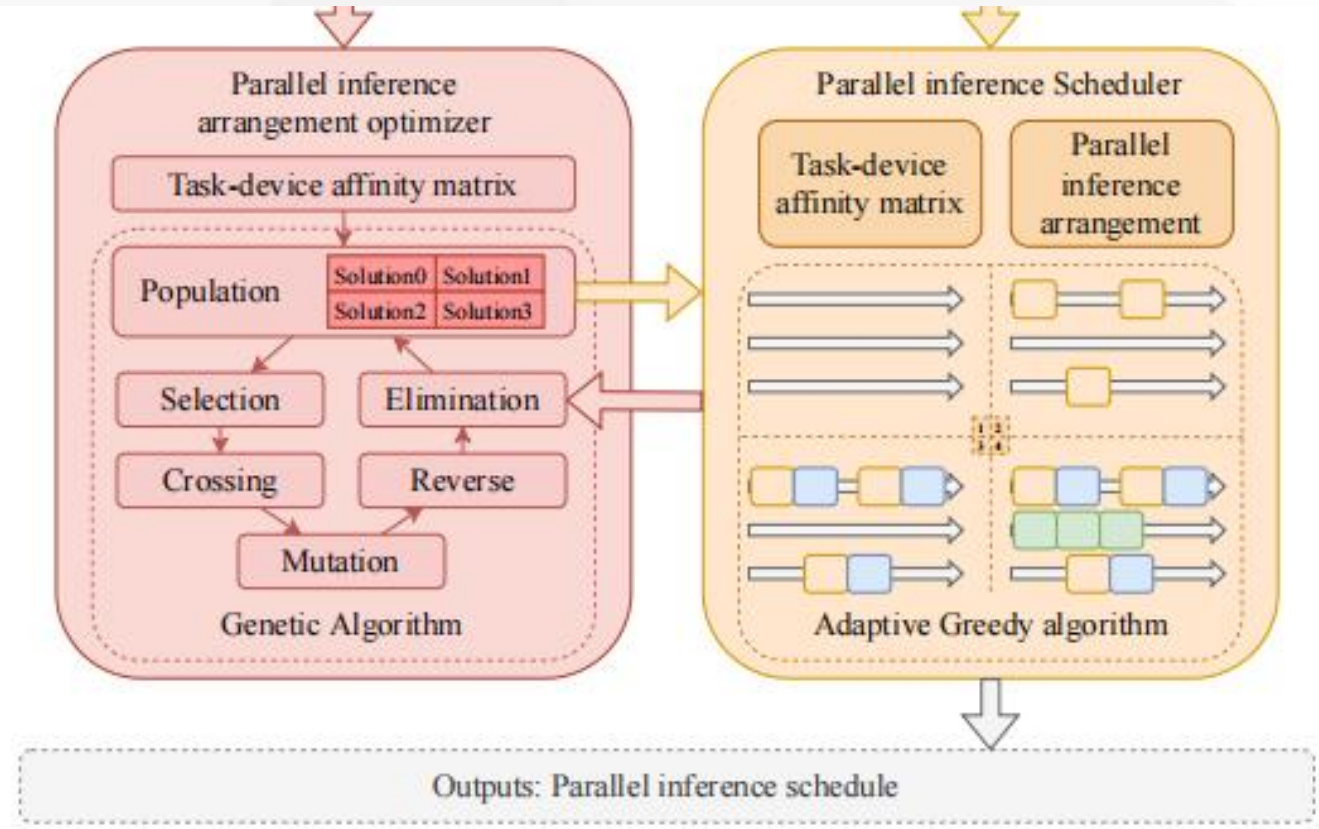 Parallel inference
arrangement optimizer
Task-device affinity matrix
Population
Solution0 Solution1
Solution2 Solution3
Selection
Elimination
Crossing
Reverse
Mutation
Genetic Algorithm
Parallel inference Scheduler
Task-device
affinity matrix
Parallel
inference
arrangement
1 2
3 4
Adaptive Greedy algorithm
Outputs: Parallel inference schedule